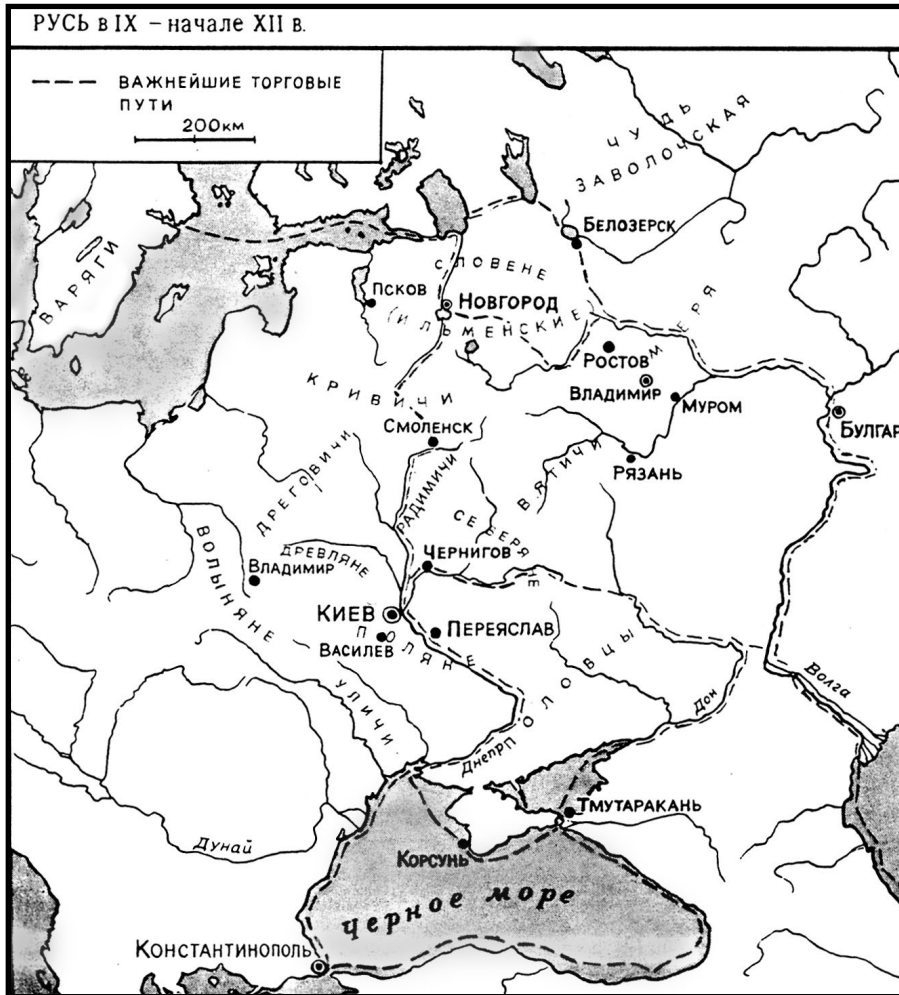 РУСЬ в IX – начале XII в.
ВАЖНЕЙШИЕ ТОРГОВЫЕ
ПУТИ
200км
ЧУДЬ
ЗАВОЛОЧСКАЯ
БЕЛОЗЕРСК
ВАРЯГИ
СЛОВЕНЕ
ПСКОВ
НОВГОРОД
(ИЛЬМЕНСКИЕ)
МЕРЯ
РОСТОВ
КРИВИЧИ
ВЛАДИМИР
МУРОМ
БУЛГАР
СМОЛЕНСК
РЯЗАНЬ
ВЯТИЧИ
ДРЕГОВИЧИ
РАДИМИЧИ
СЕВЕРЯНЕ
ДРЕВЛЯНЕ
ЧЕРНИГОВ
ВЛАДИМИР
ВОЛЫНЯНЕ
КИЕВ
ПЕРЕЯСЛАВ
ПОЛЯНЕ
ВАСИЛЕВ
ПОЛОВЦЫ
УЛИЧИ
Волга
Дон
Днепр
ТМУТАРАКАНЬ
Дунай
КОРСУНЬ
Черное море
КОНСТАНТИНОПОЛЬ